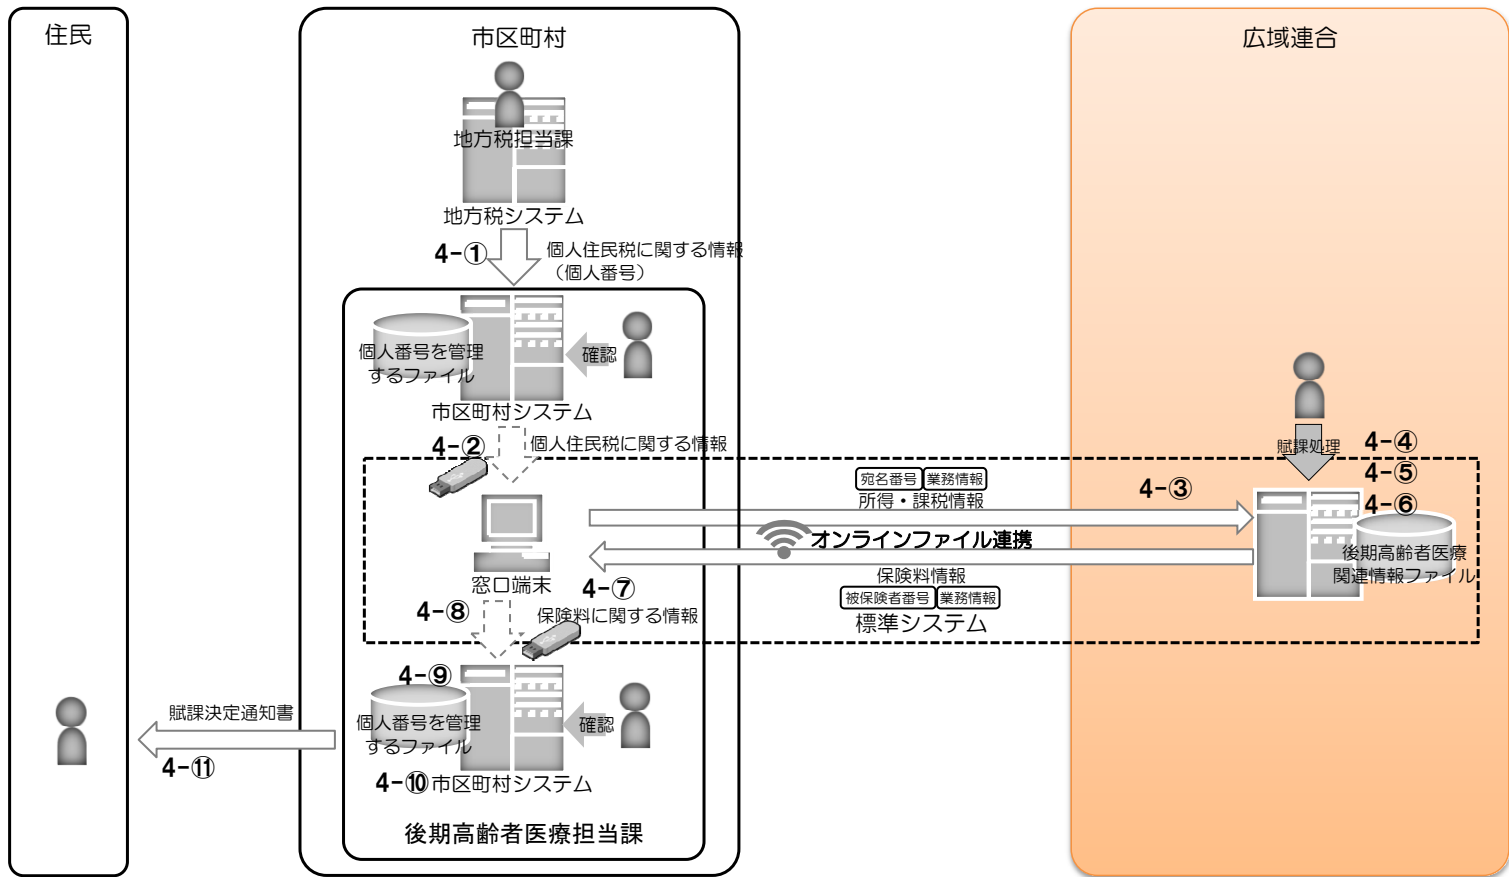 住民
市区町村
広域連合
地方税担当課
地方税システム
4-①
個人住民税に関する情報
（個人番号）
個人番号を管理
するファイル
確認
市区町村システム
4-②
個人住民税に関する情報
賦課処理
4-④
4-⑤
4-⑥
宛名番号
業務情報
所得・課税情報
4-③
オンラインファイル連携
後期高齢者医療
関連情報ファイル
窓口端末
4-⑦
保険料情報
被保険者番号
業務情報
標準システム
4-⑧
保険料に関する情報
4-⑨
個人番号を管理
するファイル
確認
4-⑩
市区町村システム
賦課決定通知書
4-⑪
後期高齢者医療担当課